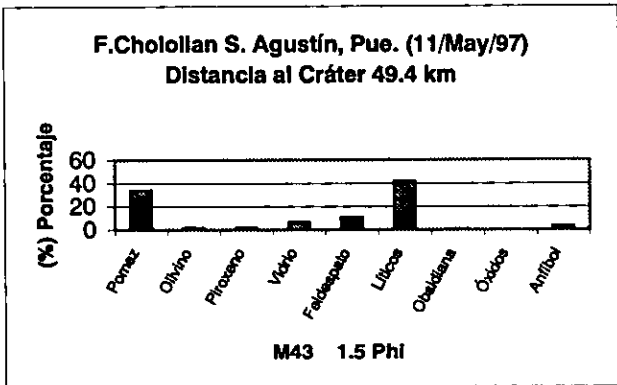 F.Cholollan S. Agustín, Pue. (11/May/97)
Distancia al Cráter 49.4 km
(%) Porcentaje
60
40
20
0
Pomez
Olivino
Piroxeno
Vidrio
Feldespato
Líticos
Obsidiana
Óxidos
Anfibol
M43 1.5 Phi